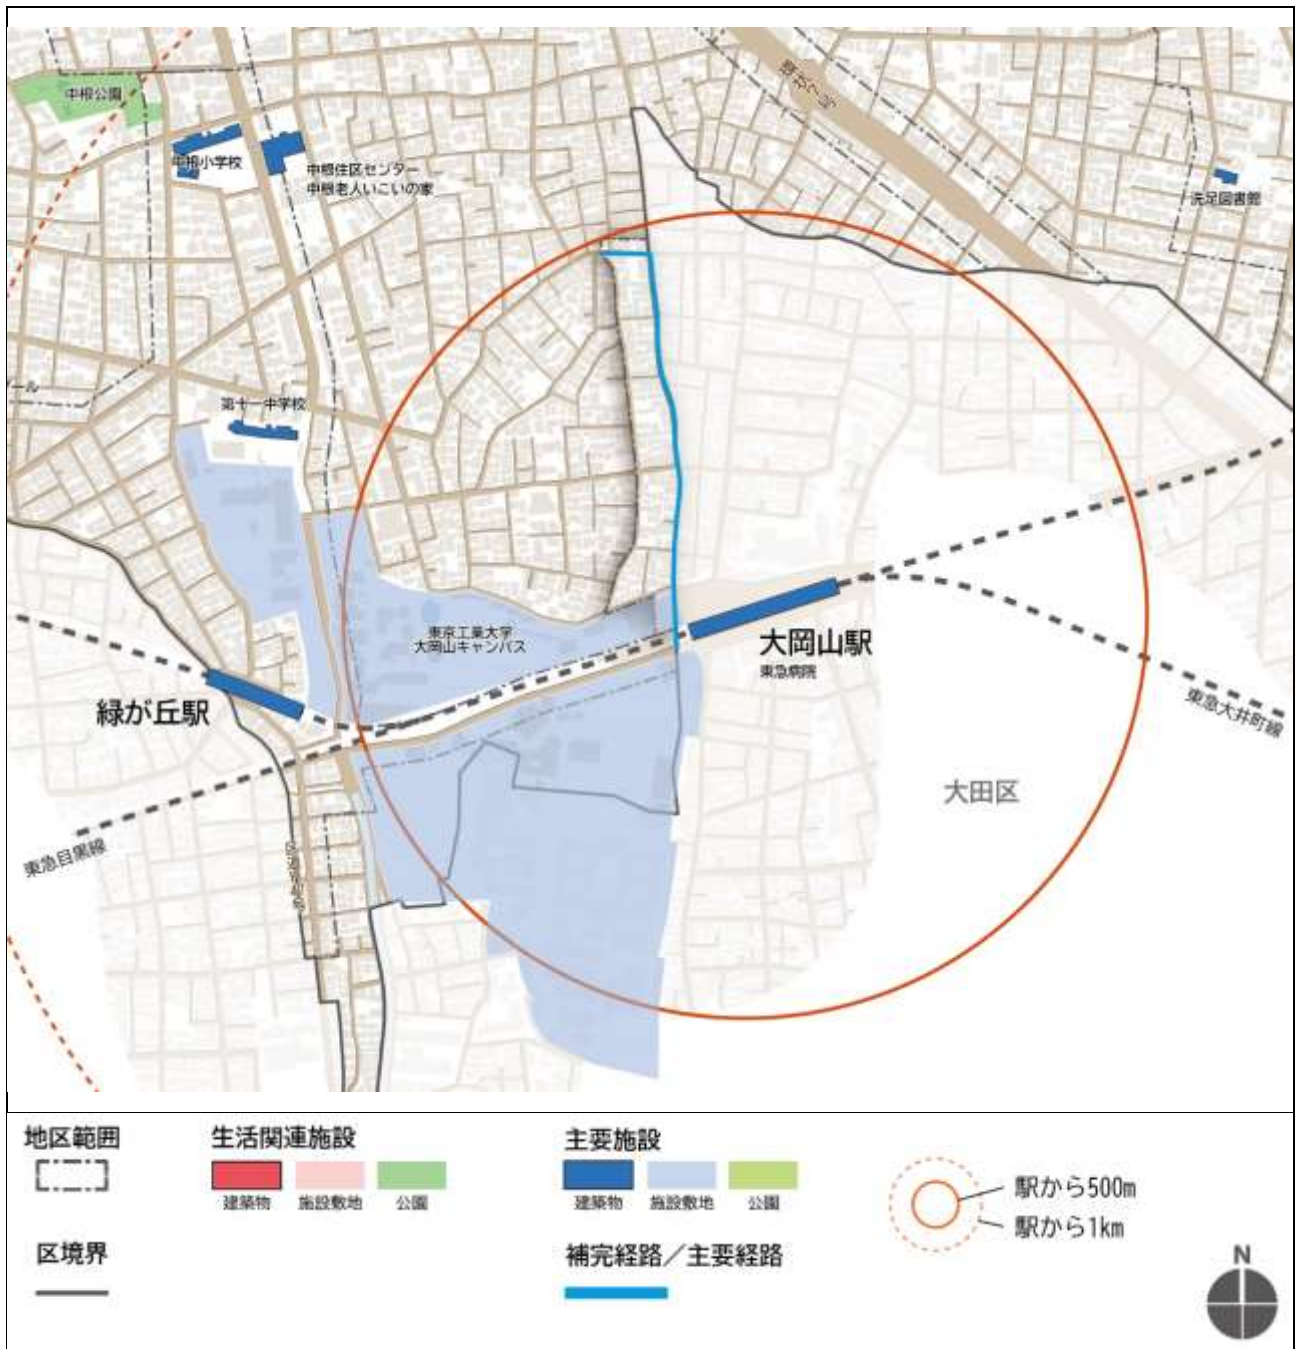 中根公園
環状7号
中根小学校
中根住区センター
中根老人いこいの家
洗足図書館
ール
第十一中学校
東京工業大学
大岡山キャンパス
大岡山駅
東急病院
緑が丘駅
東急大井町線
大田区
東急目黒線
地区範囲
生活関連施設
主要施設
建築物
施設敷地
公園
建築物
施設敷地
公園
駅から500m
駅から1km
区境界
補完経路／主要経路
N